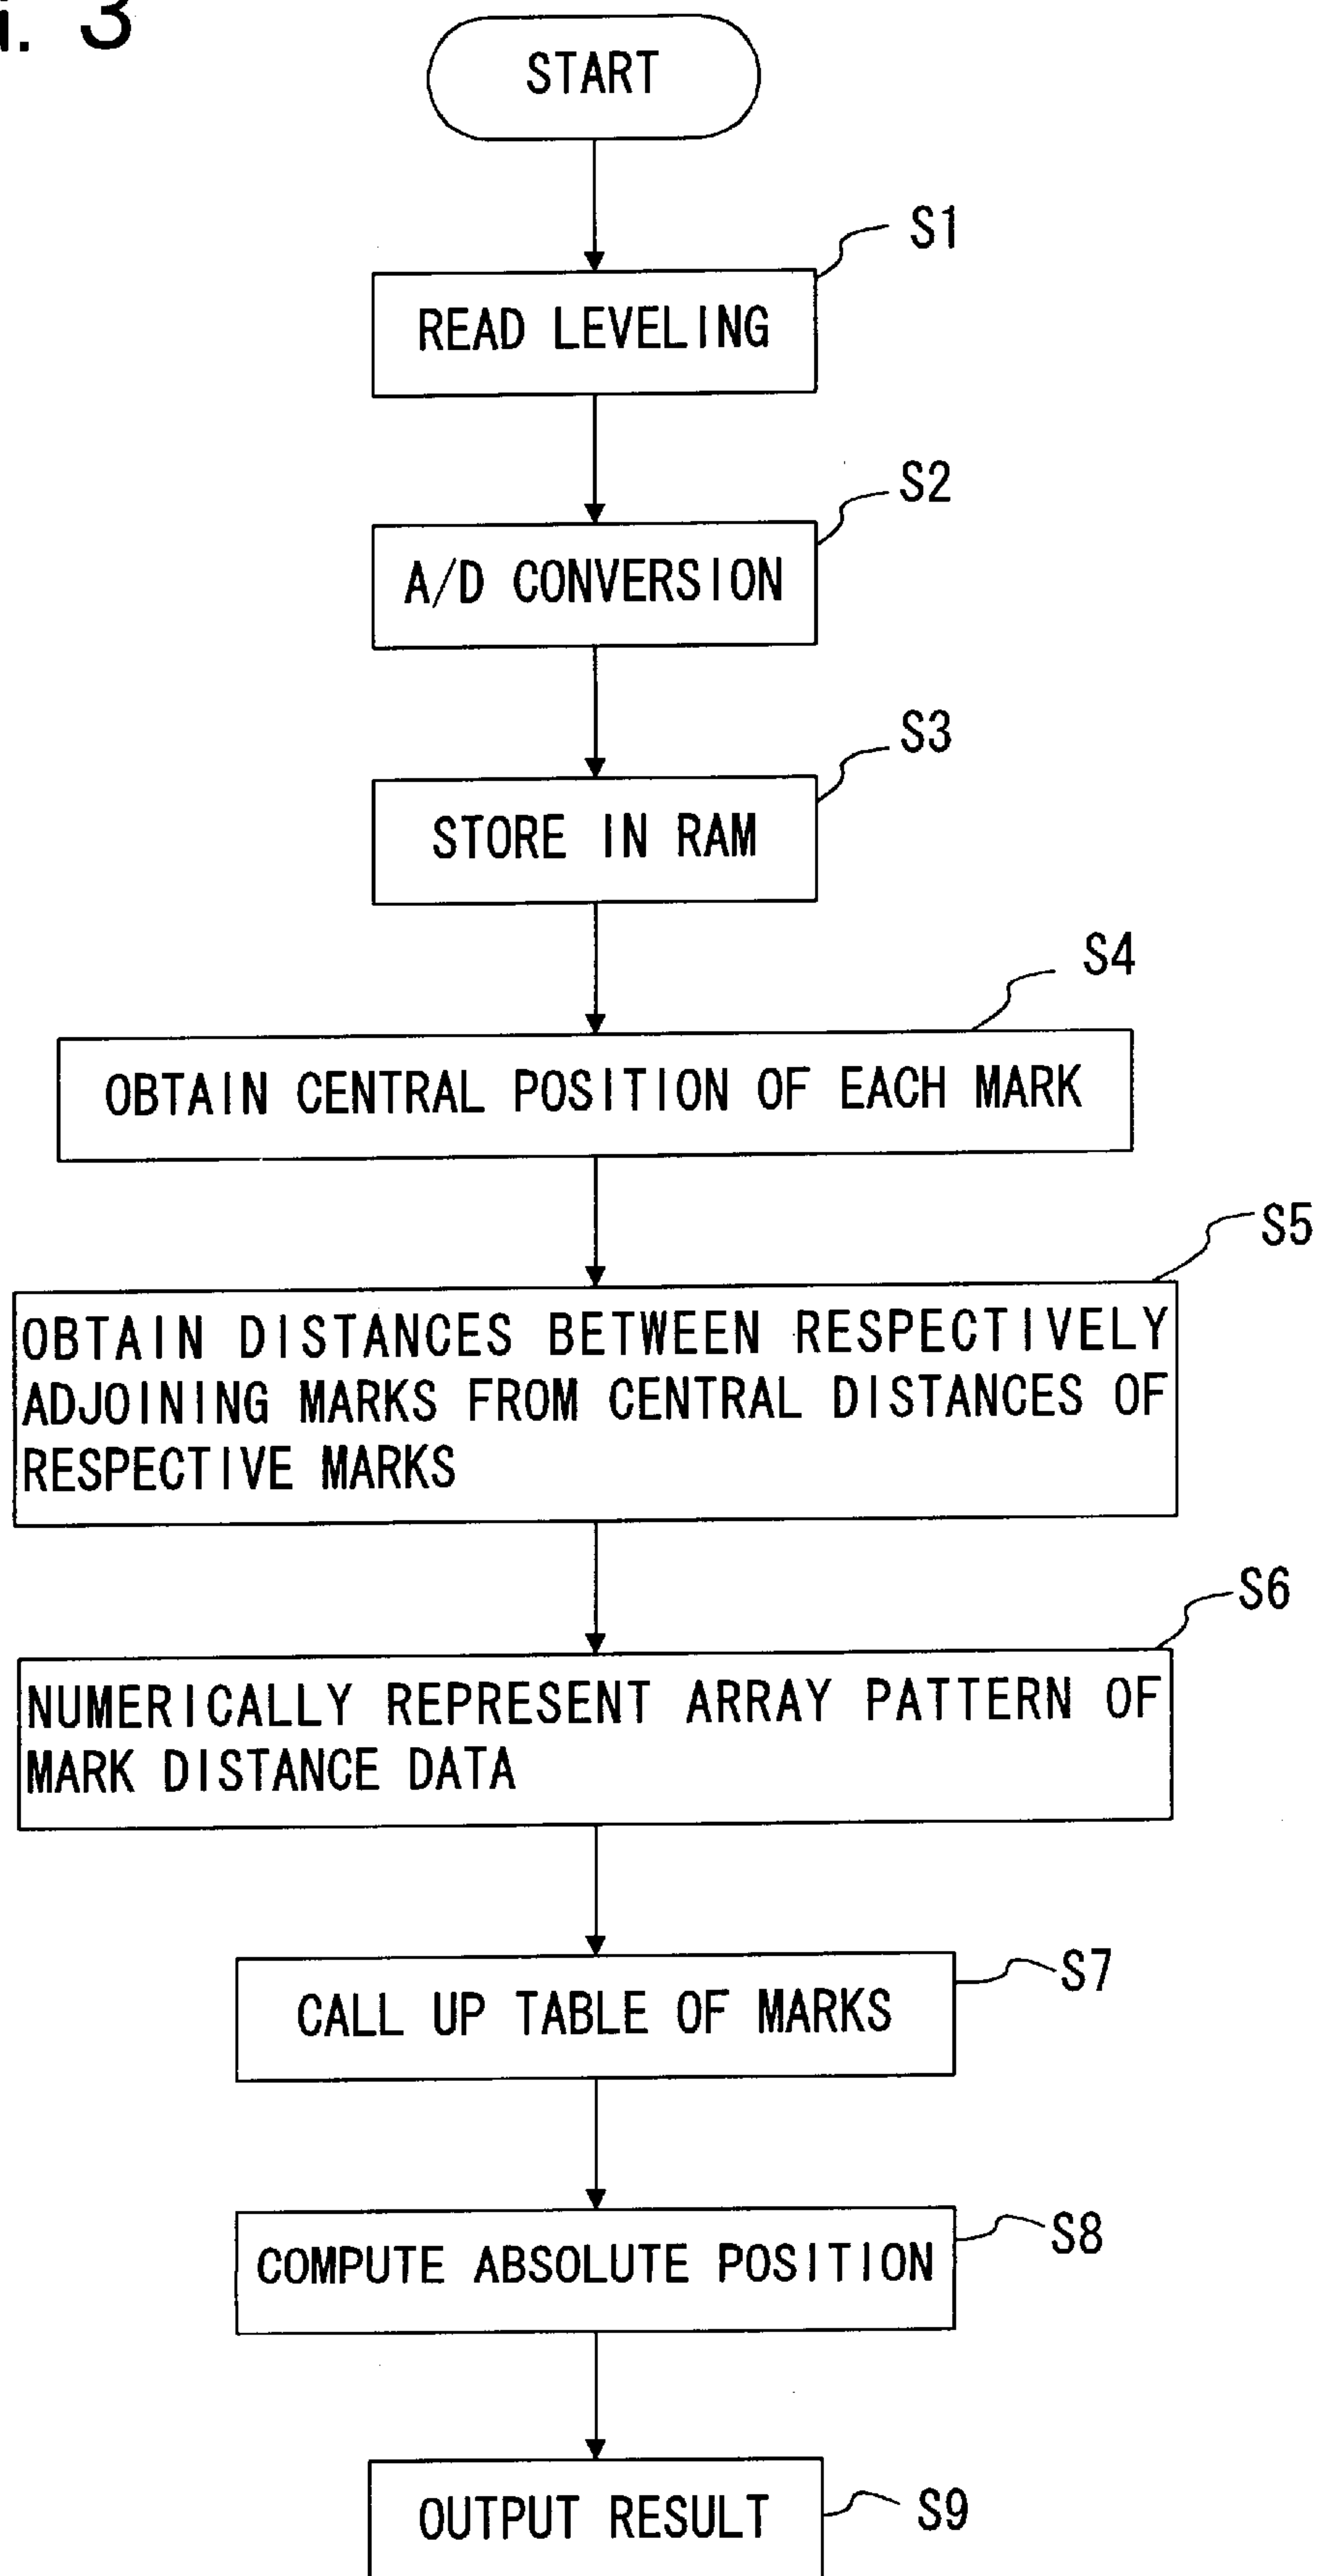 3
START
S1
READ LEVELING
S2
A/D CONVERSION
S3
STORE IN RAM
S4
OBTAIN CENTRAL POSITION OF EACH MARK
S5
OBTAIN DISTANCES BETWEEN RESPECTIVELY
ADJOINING MARKS FROM CENTRAL DISTANCES OF
RESPECTIVE MARKS
S6
NUMERICALLY REPRESENT ARRAY PATTERN OF
MARK DISTANCE DATA
S7
CALL UP TABLE OF MARKS
S8
COMPUTE ABSOLUTE POSITION
S9
OUTPUT RESULT